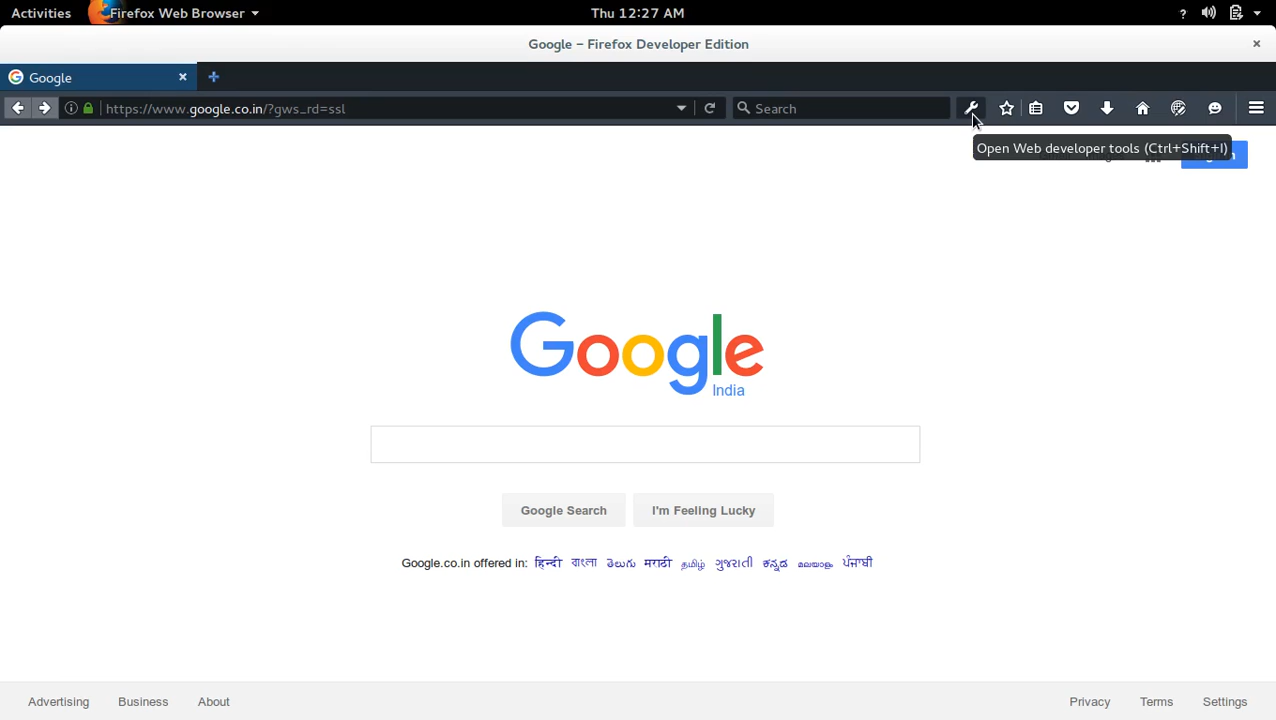 Activities Firefox Web Browser Thu 12:27 AM ?
Google – Firefox Developer Edition
Google
https://www.google.co.in/?gws_rd=ssl Search
Open Web developer tools (Ctrl+Shift+I)
Google
India
Google Search I'm Feeling Lucky
Google.co.in offered in: हिन्दी বাংলা తెలుగు मराठी தமிழ் ગુજરાતી ಕನ್ನಡ മലയാളം ਪੰਜਾਬੀ
Advertising Business About Privacy Terms Settings